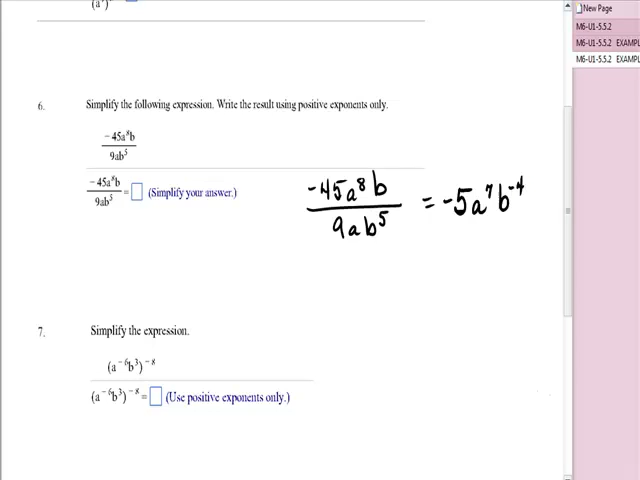 New Page
M6-U1-5.5.2
M6-U1-5.5.2 EXAMPL
M6-U1-5.5.2 EXAMPL
6. Simplify the following expression. Write the result using positive exponents only.
−45a⁸b
9ab⁵
−45a⁸b
9ab⁵
= (Simplify your answer.)
-45a⁸b
9ab⁵
= -5a⁷b⁻⁴
7. Simplify the expression.
(a⁻⁶b³)⁻⁸
(a⁻⁶b³)⁻⁸ = (Use positive exponents only.)